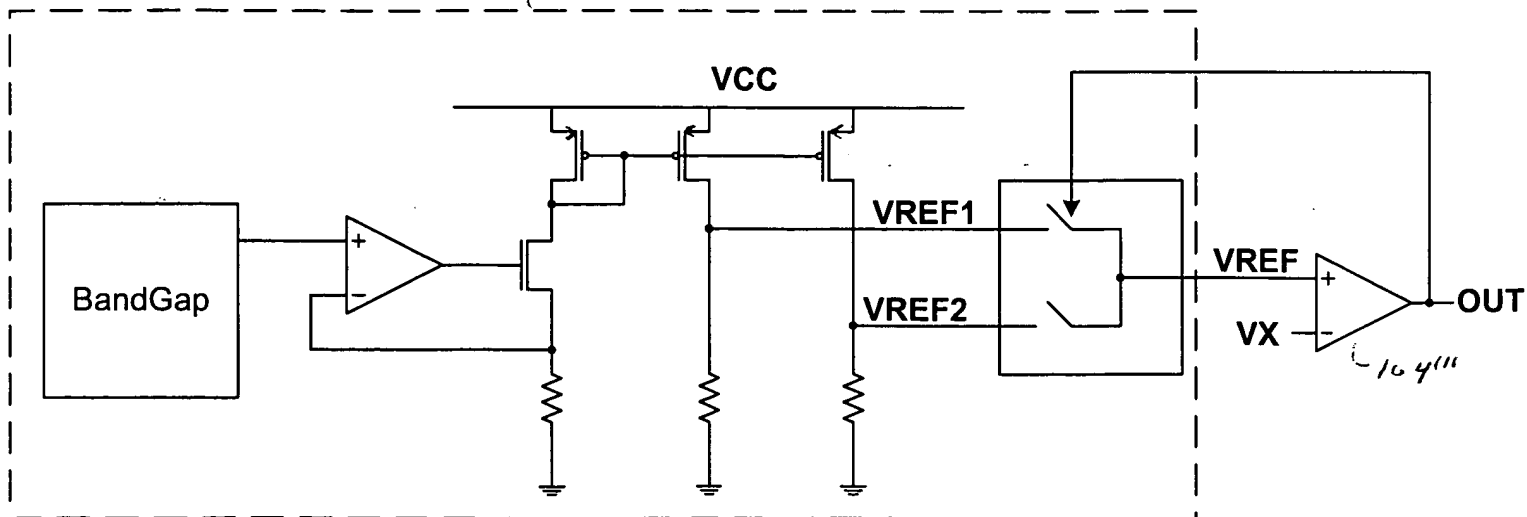 VCC
VREF1
BandGap
+
−
VREF
+
OUT
VREF2
VX
−